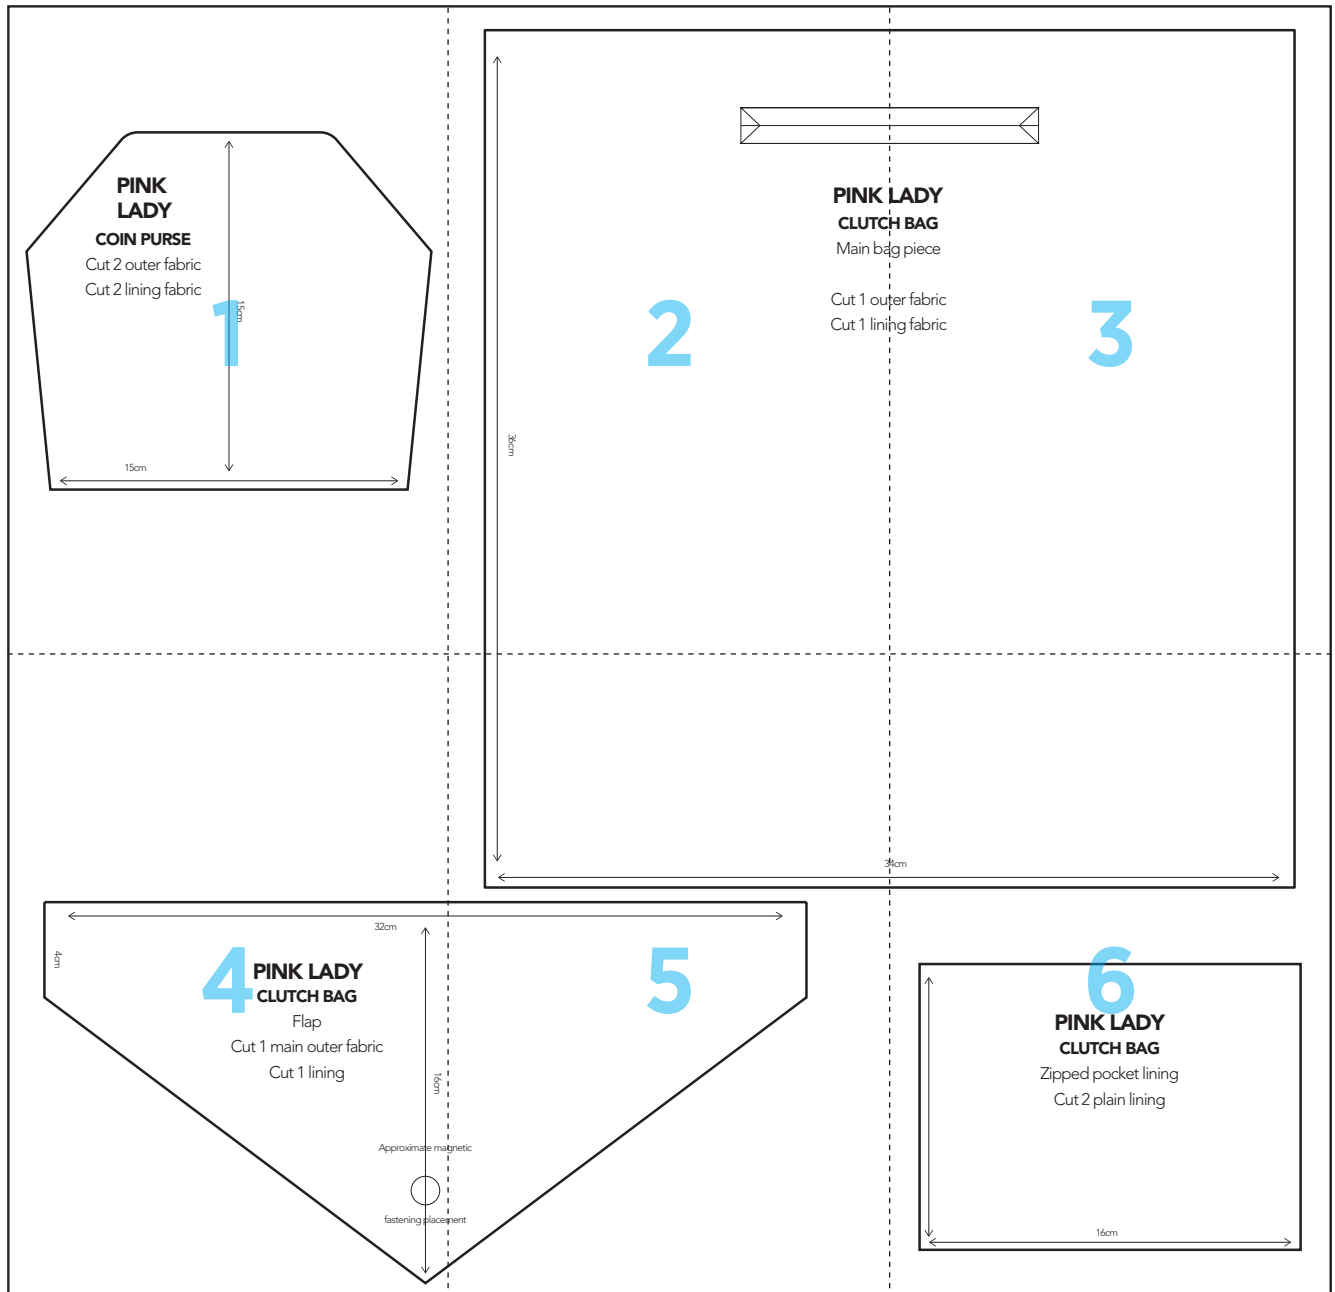 PINK
LADY
COIN PURSE
Cut 2 outer fabric
Cut 2 lining fabric
1
15cm
15cm
PINK LADY
CLUTCH BAG
Main bag piece
Cut 1 outer fabric
Cut 1 lining fabric
2
3
36cm
34cm
32cm
4cm
4
PINK LADY
CLUTCH BAG
Flap
Cut 1 main outer fabric
Cut 1 lining
5
16cm
Approximate magnetic
fastening placement
6
PINK LADY
CLUTCH BAG
Zipped pocket lining
Cut 2 plain lining
16cm